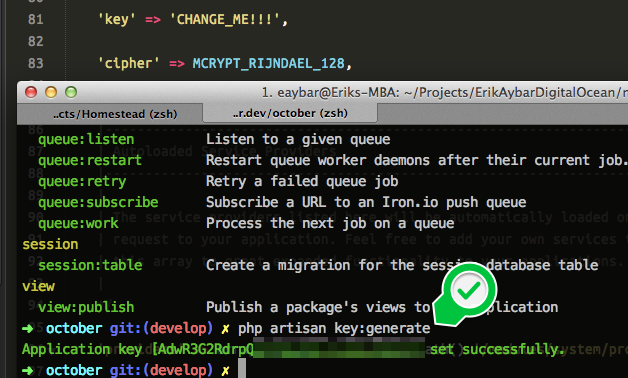 81 'key' => 'CHANGE_ME!!!',
82
83 'cipher' => MCRYPT_RIJNDAEL_128,
1. eaybar@Eriks-MBA: ~/Projects/ErikAybarDigitalOcean/
..cts/Homestead (zsh) ..r.dev/october (zsh)
queue:listen Listen to a given queue
queue:restart Restart queue worker daemons after their current job.
queue:retry Retry a failed queue job
queue:subscribe Subscribe a URL to an Iron.io push queue
queue:work Process the next job on a queue
session
session:table Create a migration for the session database table
view
view:publish Publish a package's views to
➜ october git:(develop) ✗ php artisan key:generate
Application key [AdwR3G2RdrpQ set successfully.
➜ october git:(develop) ✗